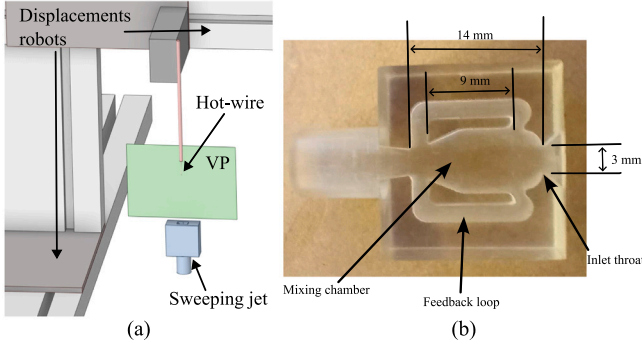 Displacements
robots
Hot-wire
VP
Sweeping jet
(a)
14 mm
9 mm
3 mm
Mixing chamber
Feedback loop
Inlet throat
(b)